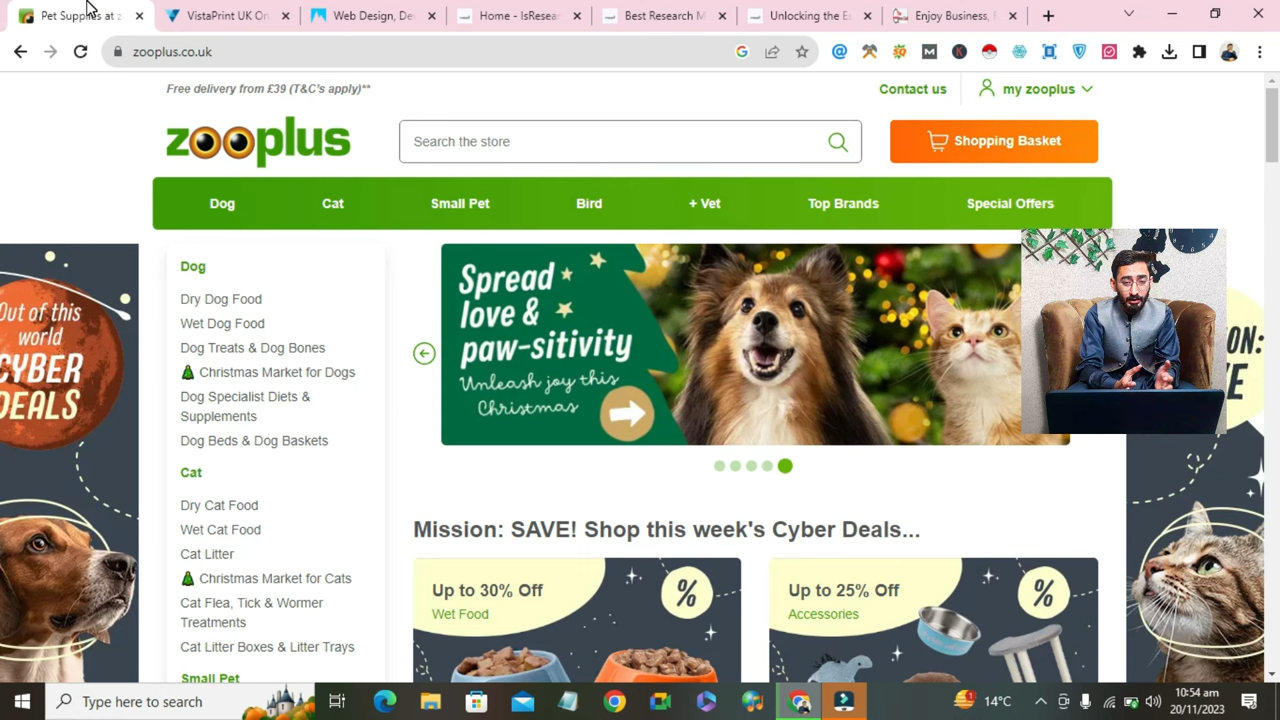 Pet Supplies at z
VistaPrint UK On
Web Design, De
Home - IsResea
Best Research M
Unlocking the E
Enjoy Business, F
zooplus.co.uk
Free delivery from £39 (T&C's apply)**
Contact us
my zooplus
zooplus
Search the store
Shopping Basket
Dog
Cat
Small Pet
Bird
+ Vet
Top Brands
Special Offers
Out of this
world
CYBER
DEALS
Dog
Dry Dog Food
Wet Dog Food
Dog Treats & Dog Bones
Christmas Market for Dogs
Dog Specialist Diets &
Supplements
Dog Beds & Dog Baskets
Cat
Dry Cat Food
Wet Cat Food
Cat Litter
Christmas Market for Cats
Cat Flea, Tick & Wormer
Treatments
Cat Litter Boxes & Litter Trays
Small Pet
Spread
love &
paw-sitivity
Unleash joy this
Christmas
ON:
E
Mission: SAVE! Shop this week's Cyber Deals...
Up to 30% Off
Wet Food
%
Up to 25% Off
Accessories
%
Type here to search
1
14°C
10:54 am
20/11/2023